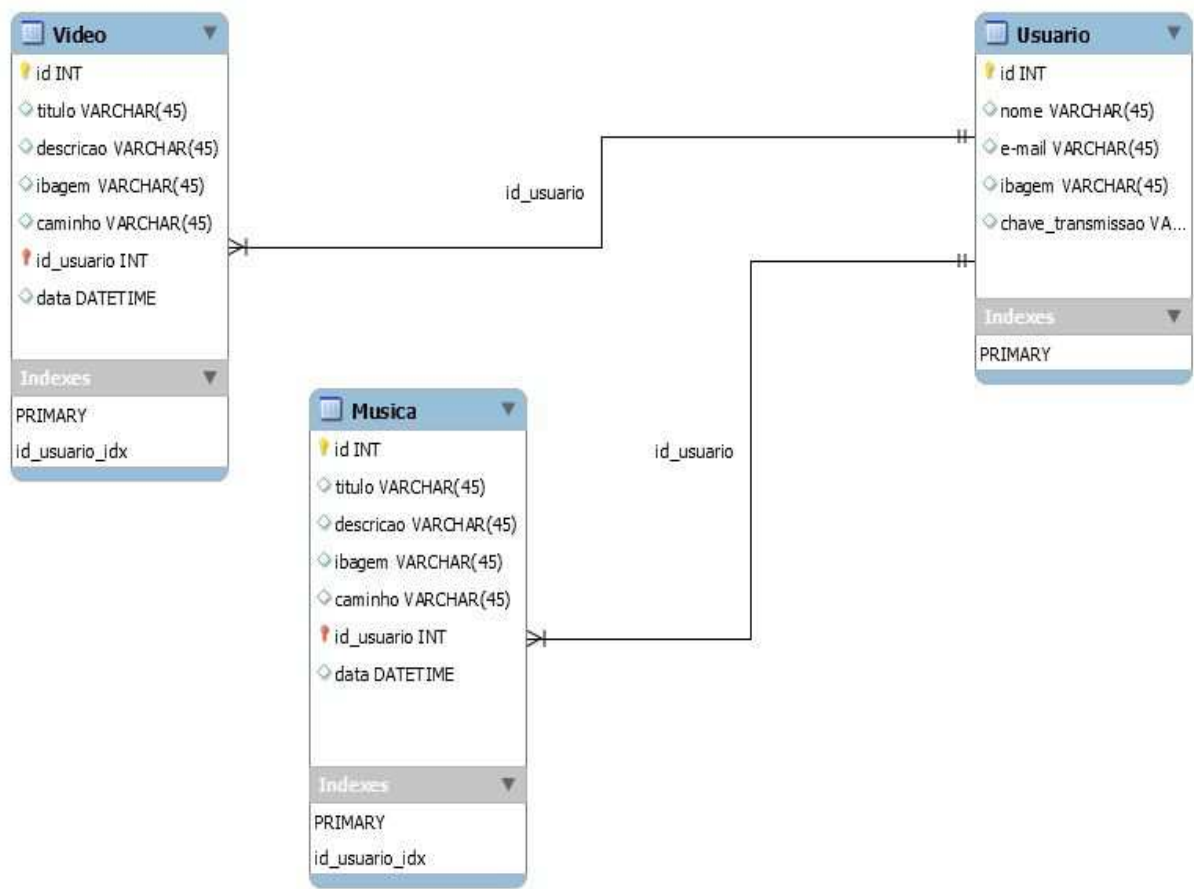 Video
id INT
titulo VARCHAR(45)
descricao VARCHAR(45)
ibagem VARCHAR(45)
caminho VARCHAR(45)
id_usuario INT
data DATETIME
Indexes
PRIMARY
id_usuario_idx
id_usuario
Usuario
id INT
nome VARCHAR(45)
e-mail VARCHAR(45)
ibagem VARCHAR(45)
chave_transmissao VA...
Indexes
PRIMARY
Musica
id INT
titulo VARCHAR(45)
descricao VARCHAR(45)
ibagem VARCHAR(45)
caminho VARCHAR(45)
id_usuario INT
data DATETIME
Indexes
PRIMARY
id_usuario_idx
id_usuario